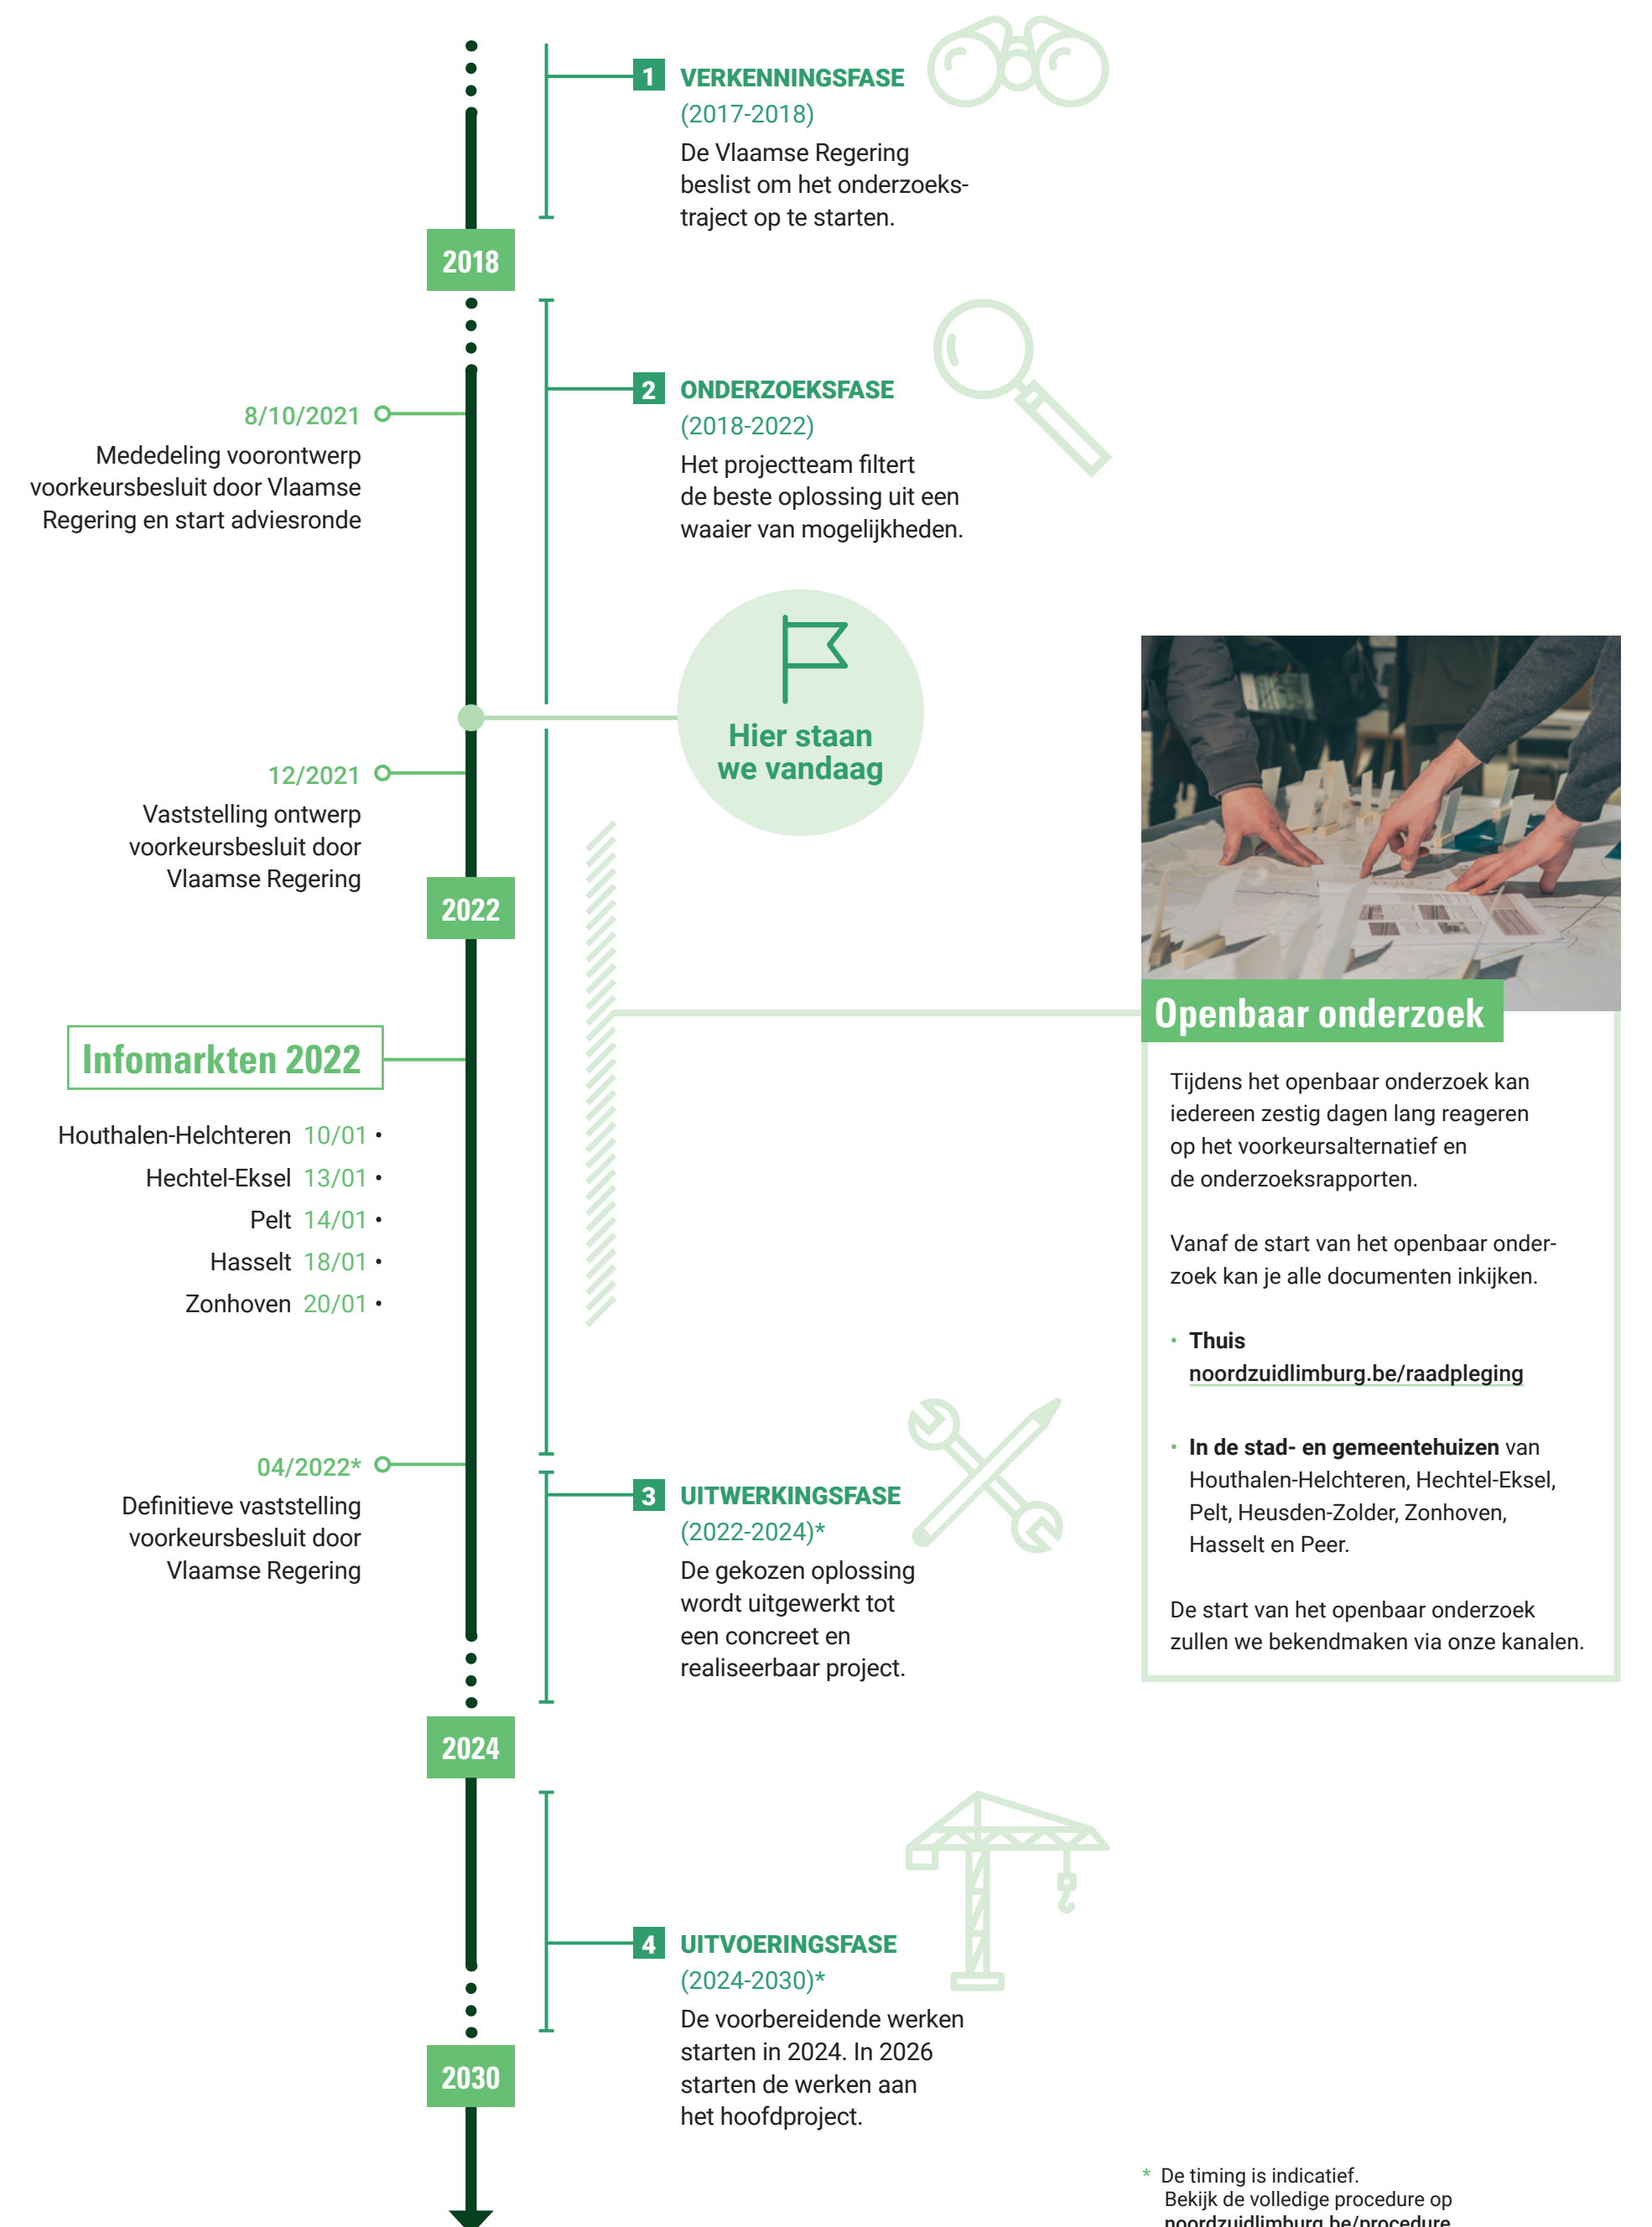 1 VERKENNINGSFASE
(2017-2018)
De Vlaamse Regering
beslist om het onderzoeks-
traject op te starten.
2018
2 ONDERZOEKSFASE
(2018-2022)
Het projectteam filtert
de beste oplossing uit een
waaier van mogelijkheden.
8/10/2021
Mededeling voorontwerp
voorkeursbesluit door Vlaamse
Regering en start adviesronde
Hier staan
we vandaag
12/2021
Vaststelling ontwerp
voorkeursbesluit door
Vlaamse Regering
2022
Infomarkten 2022
Houthalen-Helchteren 10/01 •
Hechtel-Eksel 13/01 •
Pelt 14/01 •
Hasselt 18/01 •
Zonhoven 20/01 •
Openbaar onderzoek
Tijdens het openbaar onderzoek kan
iedereen zestig dagen lang reageren
op het voorkeursalternatief en
de onderzoeksrapporten.
Vanaf de start van het openbaar onder-
zoek kan je alle documenten inkijken.
• Thuis
noordzuidlimburg.be/raadpleging
• In de stad- en gemeentehuizen van
Houthalen-Helchteren, Hechtel-Eksel,
Pelt, Heusden-Zolder, Zonhoven,
Hasselt en Peer.
De start van het openbaar onderzoek
zullen we bekendmaken via onze kanalen.
04/2022*
Definitieve vaststelling
voorkeursbesluit door
Vlaamse Regering
3 UITWERKINGSFASE
(2022-2024)*
De gekozen oplossing
wordt uitgewerkt tot
een concreet en
realiseerbaar project.
2024
4 UITVOERINGSFASE
(2024-2030)*
De voorbereidende werken
starten in 2024. In 2026
starten de werken aan
het hoofdproject.
2030
* De timing is indicatief.
Bekijk de volledige procedure op
noordzuidlimburg.be/procedure